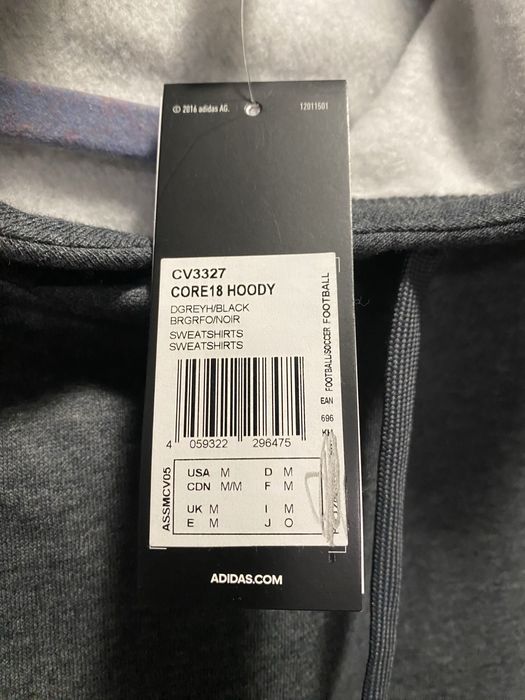 © 2016 adidas AG.
12011501
CV3327
CORE18 HOODY
DGREYH/BLACK
BRGRFO/NOIR
SWEATSHIRTS
SWEATSHIRTS
4 059322 296475
FOOTBALL/SOCCER FOOTBALL
EAN
696
ASSMCV05
USA M D M
CDN M/M F M
UK M I M
E M J O
ADIDAS.COM